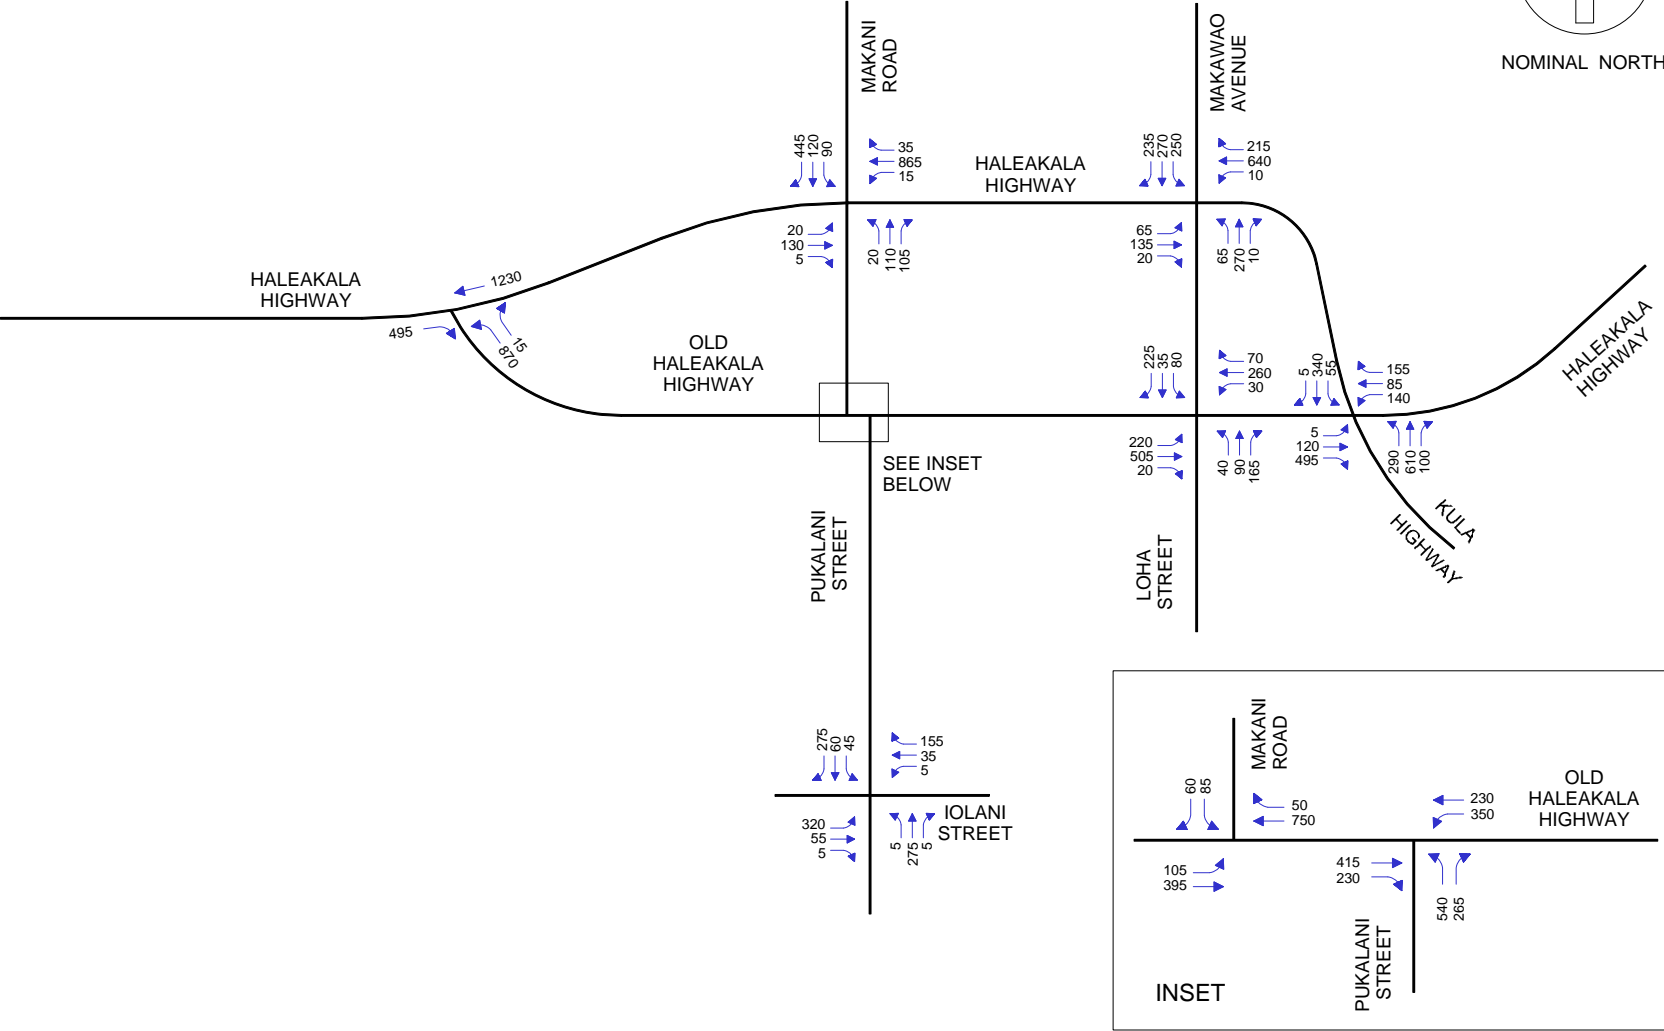 MAKANI
ROAD
MAKAWAO
AVENUE
NOMINAL NORTH
445
120
90
35
865
15
HALEAKALA
HIGHWAY
235
270
250
215
640
10
20
130
5
20
110
105
65
135
20
65
270
10
HALEAKALA
HIGHWAY
1230
495
870
15
OLD
HALEAKALA
HIGHWAY
225
35
80
70
260
30
5
340
55
155
85
140
HALEAKALA
HIGHWAY
220
505
20
40
90
165
5
120
495
290
610
100
SEE INSET
BELOW
KULA
HIGHWAY
PUKALANI
STREET
LOHA
STREET
275
60
45
155
35
5
320
55
5
5
275
5
IOLANI
STREET
MAKANI
ROAD
60
85
50
750
230
350
OLD
HALEAKALA
HIGHWAY
105
395
415
230
540
265
PUKALANI
STREET
INSET